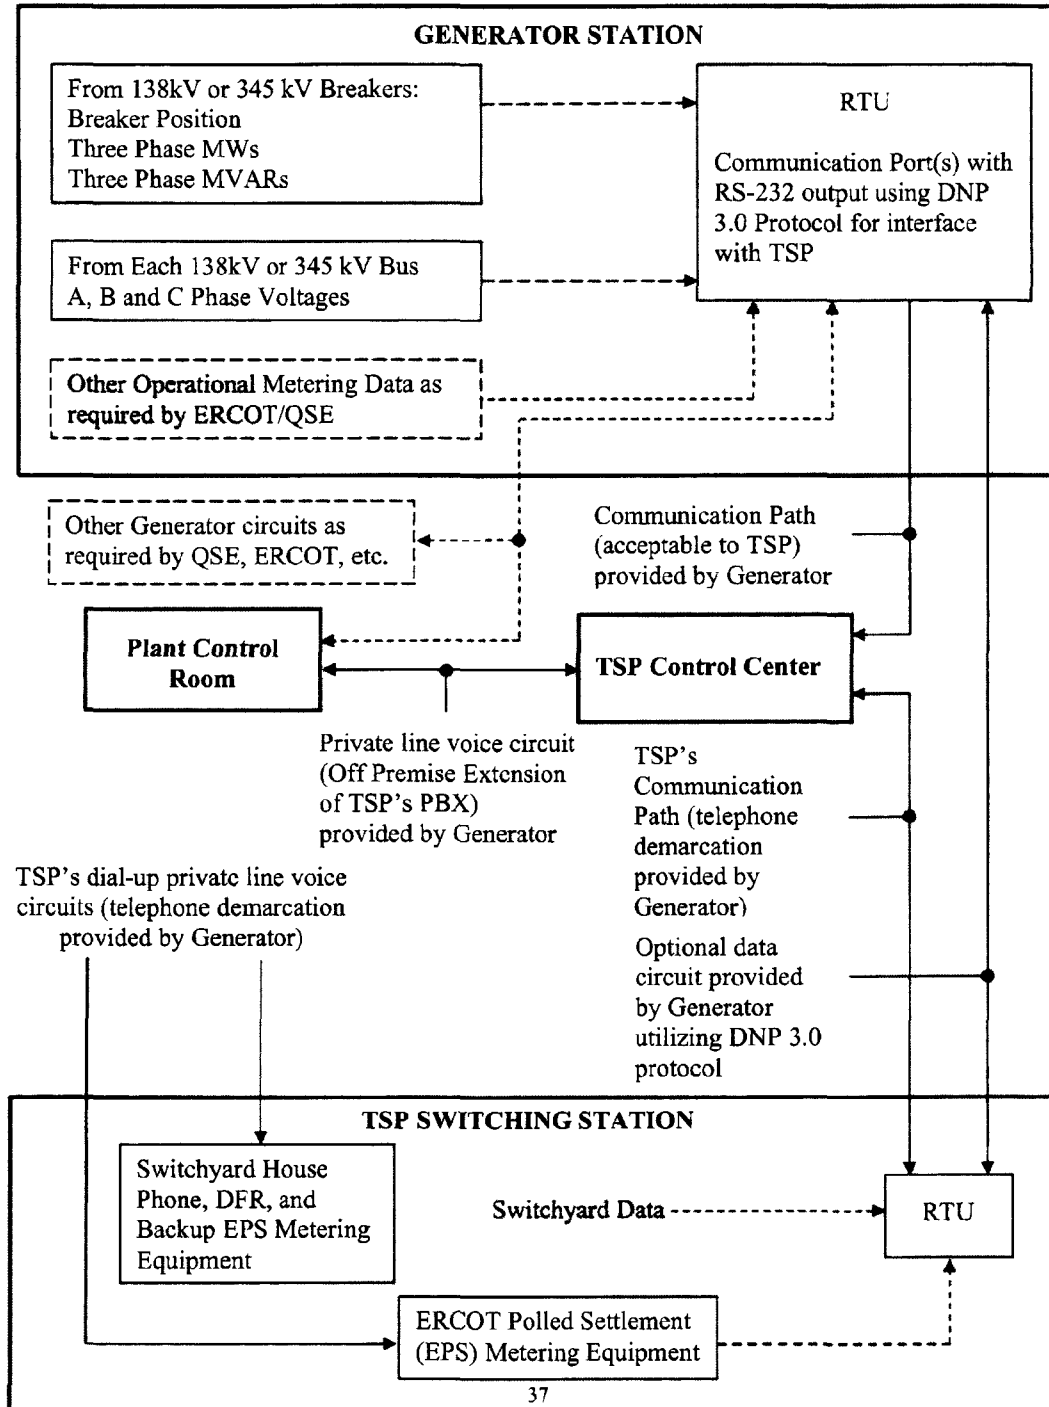 GENERATOR STATION
From 138kV or 345 kV Breakers:
Breaker Position
Three Phase MWs
Three Phase MVARs
RTU
Communication Port(s) with
RS-232 output using DNP
3.0 Protocol for interface
with TSP
From Each 138kV or 345 kV Bus
A, B and C Phase Voltages
Other Operational Metering Data as
required by ERCOT/QSE
Other Generator circuits as
required by QSE, ERCOT, etc.
Communication Path
(acceptable to TSP)
provided by Generator
Plant Control
Room
TSP Control Center
Private line voice circuit
(Off Premise Extension
of TSP's PBX)
provided by Generator
TSP's
Communication
Path (telephone
demarcation
provided by
Generator)
TSP's dial-up private line voice
circuits (telephone demarcation
provided by Generator)
Optional data
circuit provided
by Generator
utilizing DNP 3.0
protocol
TSP SWITCHING STATION
Switchyard House
Phone, DFR, and
Backup EPS Metering
Equipment
Switchyard Data
RTU
ERCOT Polled Settlement
(EPS) Metering Equipment
37